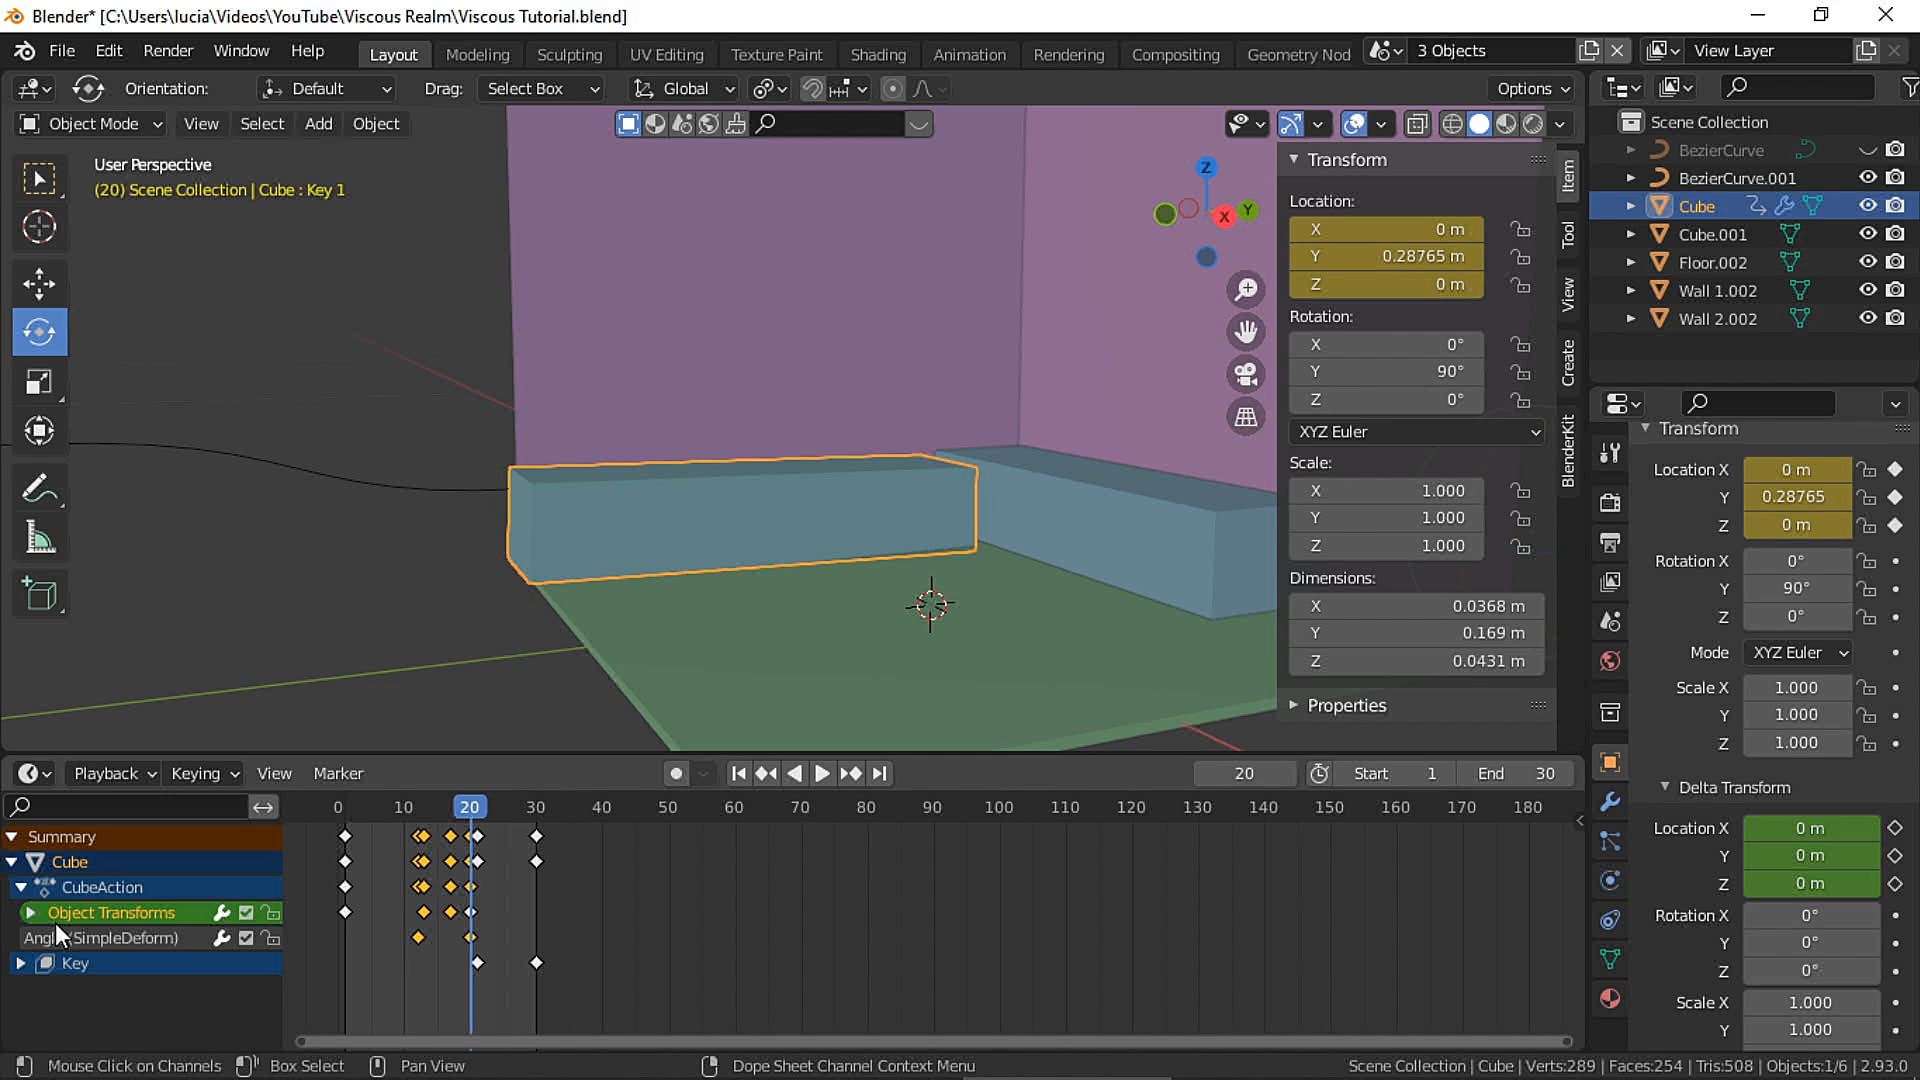 Blender* [C:\Users\lucia\Videos\YouTube\Viscous Realm\Viscous Tutorial.blend]
File Edit Render Window Help Layout Modeling Sculpting UV Editing Texture Paint Shading Animation Rendering Compositing Geometry Nod 3 Objects View Layer
Orientation: Default Drag: Select Box Global Options
Object Mode View Select Add Object
User Perspective
(20) Scene Collection | Cube : Key 1
Z
X
Y
Transform
Location:
X 0 m
Y 0.28765 m
Z 0 m
Rotation:
X 0°
Y 90°
Z 0°
XYZ Euler
Scale:
X 1.000
Y 1.000
Z 1.000
Dimensions:
X 0.0368 m
Y 0.169 m
Z 0.0431 m
Properties
Item
Tool
View
Create
BlenderKit
Scene Collection
BezierCurve
BezierCurve.001
Cube
Cube.001
Floor.002
Wall 1.002
Wall 2.002
Transform
Location X 0 m
Y 0.28765
Z 0 m
Rotation X 0°
Y 90°
Z 0°
Mode XYZ Euler
Scale X 1.000
Y 1.000
Z 1.000
Delta Transform
Location X 0 m
Y 0 m
Z 0 m
Rotation X 0°
Y 0°
Z 0°
Scale X 1.000
Y 1.000
Playback Keying View Marker 20 Start 1 End 30
0 10 20 30 40 50 60 70 80 90 100 110 120 130 140 150 160 170 180
Summary
Cube
CubeAction
Object Transforms
Angl (SimpleDeform)
Key
Mouse Click on Channels Box Select Pan View Dope Sheet Channel Context Menu Scene Collection | Cube | Verts:289 | Faces:254 | Tris:508 | Objects:1/6 | 2.93.0